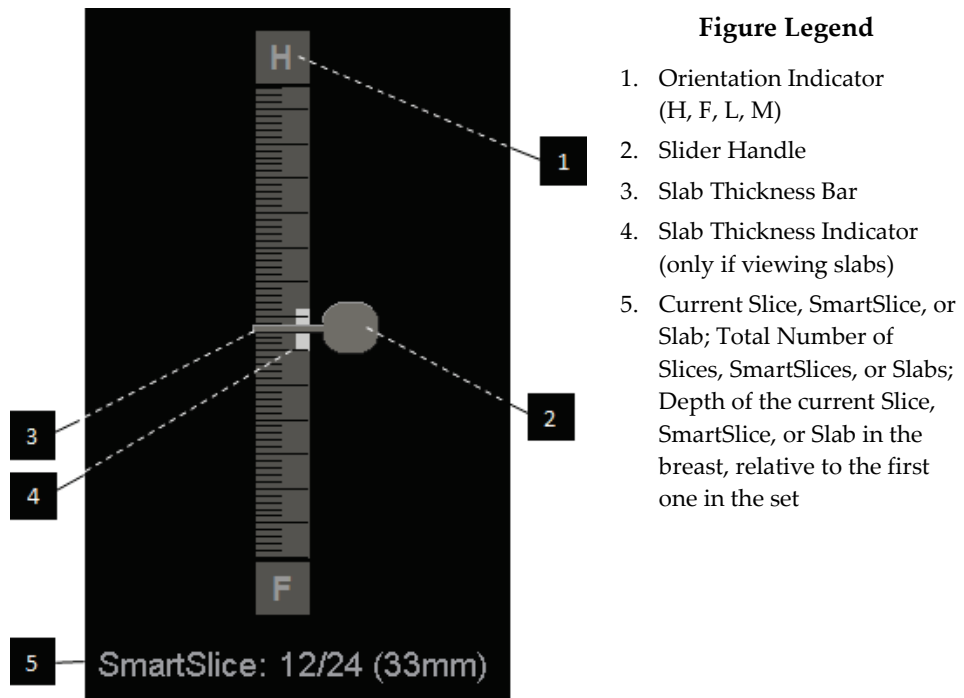 H
1
2
3
4
F
5
SmartSlice: 12/24 (33mm)
Figure Legend
1. Orientation Indicator
(H, F, L, M)
2. Slider Handle
3. Slab Thickness Bar
4. Slab Thickness Indicator
(only if viewing slabs)
5. Current Slice, SmartSlice, or
Slab; Total Number of
Slices, SmartSlices, or Slabs;
Depth of the current Slice,
SmartSlice, or Slab in the
breast, relative to the first
one in the set